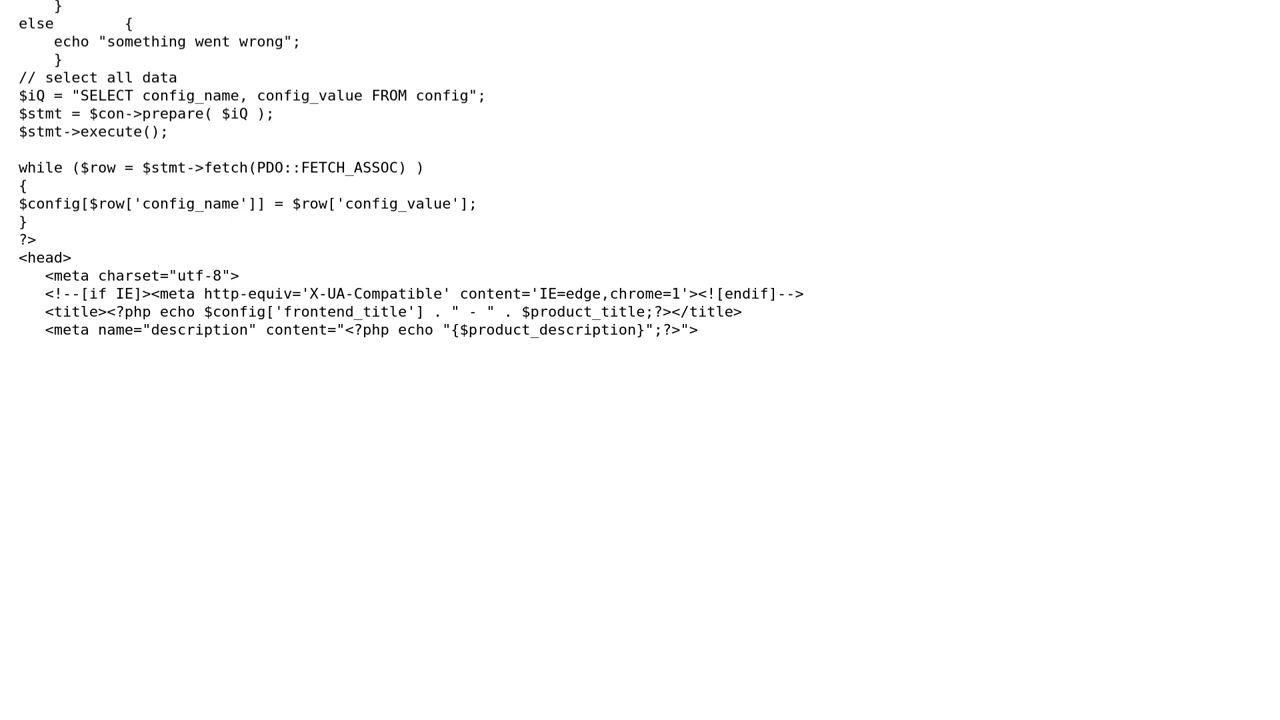 }
else        {
    echo "something went wrong";
    }
// select all data
$iQ = "SELECT config_name, config_value FROM config";
$stmt = $con->prepare( $iQ );
$stmt->execute();

while ($row = $stmt->fetch(PDO::FETCH_ASSOC) )
{
$config[$row['config_name']] = $row['config_value'];
}
?>
<head>
   <meta charset="utf-8">
   <!--[if IE]><meta http-equiv='X-UA-Compatible' content='IE=edge,chrome=1'><![endif]-->
   <title><?php echo $config['frontend_title'] . " - " . $product_title;?></title>
   <meta name="description" content="<?php echo "{$product_description}";?>">